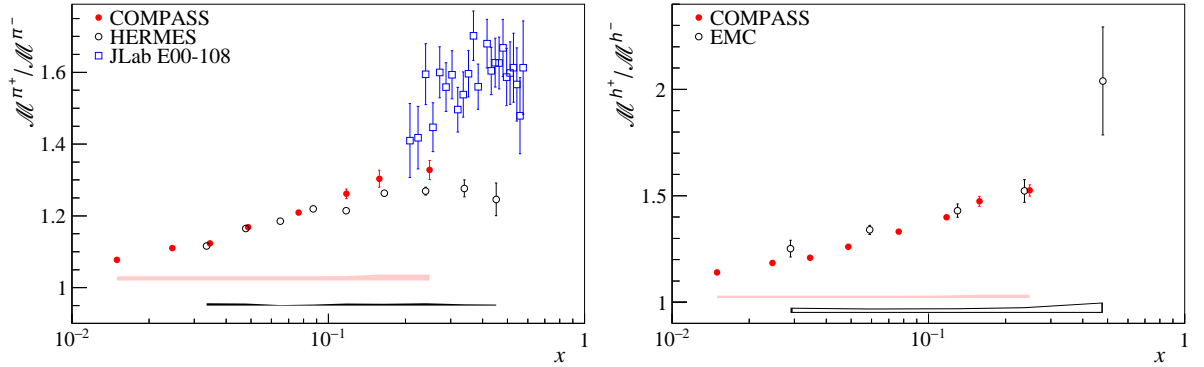 COMPASS
HERMES
JLab E00-108
ℳ^π⁺/ℳ^π⁻
1.6
1.4
1.2
1
10⁻²
10⁻¹
1
x
COMPASS
EMC
ℳ^h⁺/ℳ^h⁻
2
1.5
1
10⁻²
10⁻¹
1
x